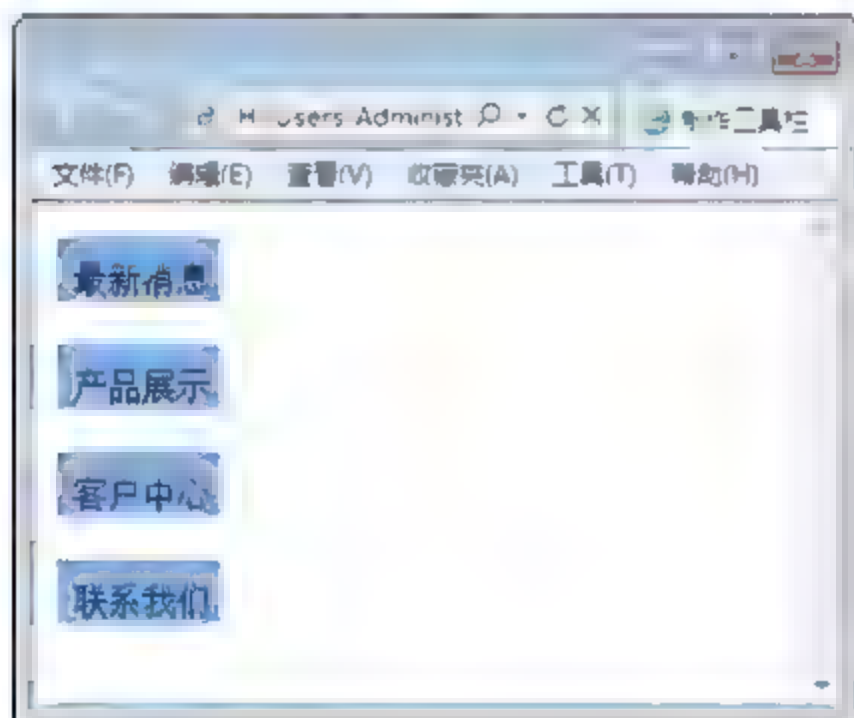 Users Administ
文件(F) 编辑(E) 查看(V) 收藏夹(A) 工具(T) 帮助(H)
最新消息
产品展示
客户中心
联系我们